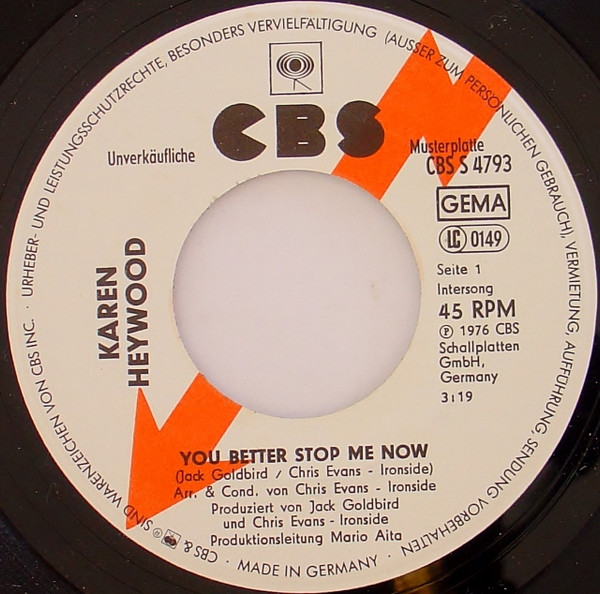 URHEBER- UND LEISTUNGSSCHUTZRECHTE, BESONDERS VERVIELFÄLTIGUNG (AUSSER ZUM PERSÖNLICHEN GEBRAUCH), VERMIETUNG, AUFFÜHRUNG, SENDUNG VORBEHALTEN
CBS
Unverkäufliche
Musterplatte
CBS S 4793
GEMA
LC 0149
Seite 1
Intersong
45 RPM
℗ 1976 CBS
Schallplatten
GmbH,
Germany
3:19
KAREN
HEYWOOD
YOU BETTER STOP ME NOW
(Jack Goldbird / Chris Evans - Ironside)
Arr. & Cond. von Chris Evans - Ironside
Produziert von Jack Goldbird
und Chris Evans - Ironside
Produktionsleitung Mario Aita
· MADE IN GERMANY ·
CBS & SIND WARENZEICHEN VON CBS INC. ·